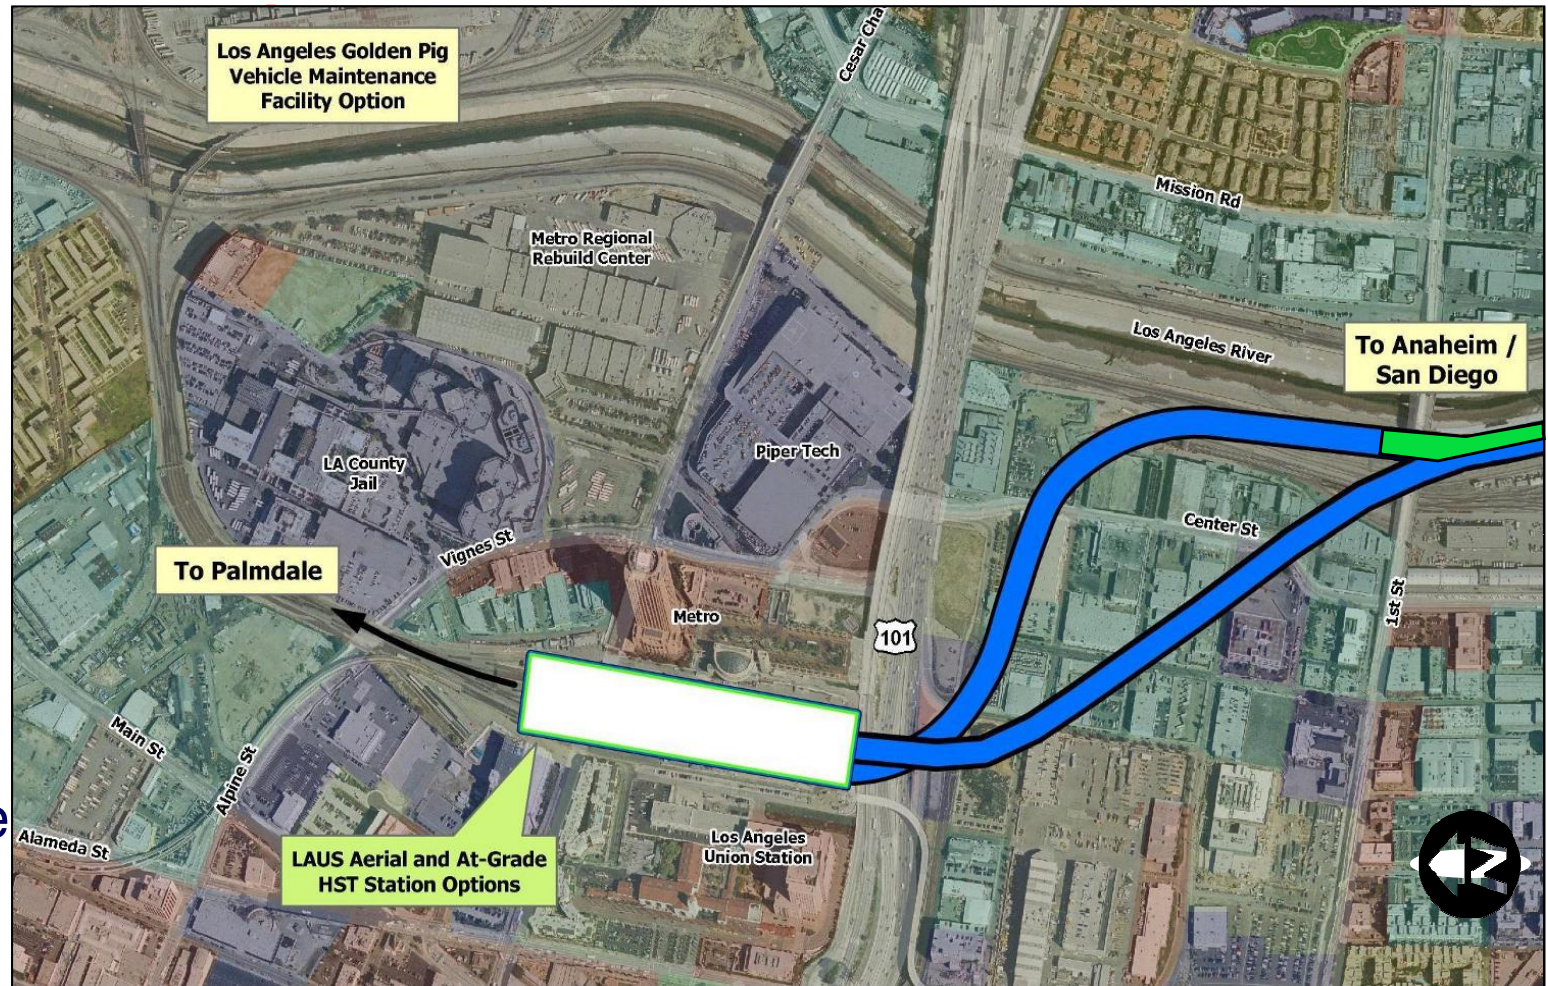 Los Angeles Golden Pig
Vehicle Maintenance
Facility Option
Cesar Cha
Mission Rd
Metro Regional
Rebuild Center
Los Angeles River
To Anaheim /
San Diego
Piper Tech
LA County
Jail
Center St
Vignes St
To Palmdale
Metro
101
1st St
Main St
Alpine St
e
Alameda St
LAUS Aerial and At-Grade
HST Station Options
Los Angeles
Union Station
N